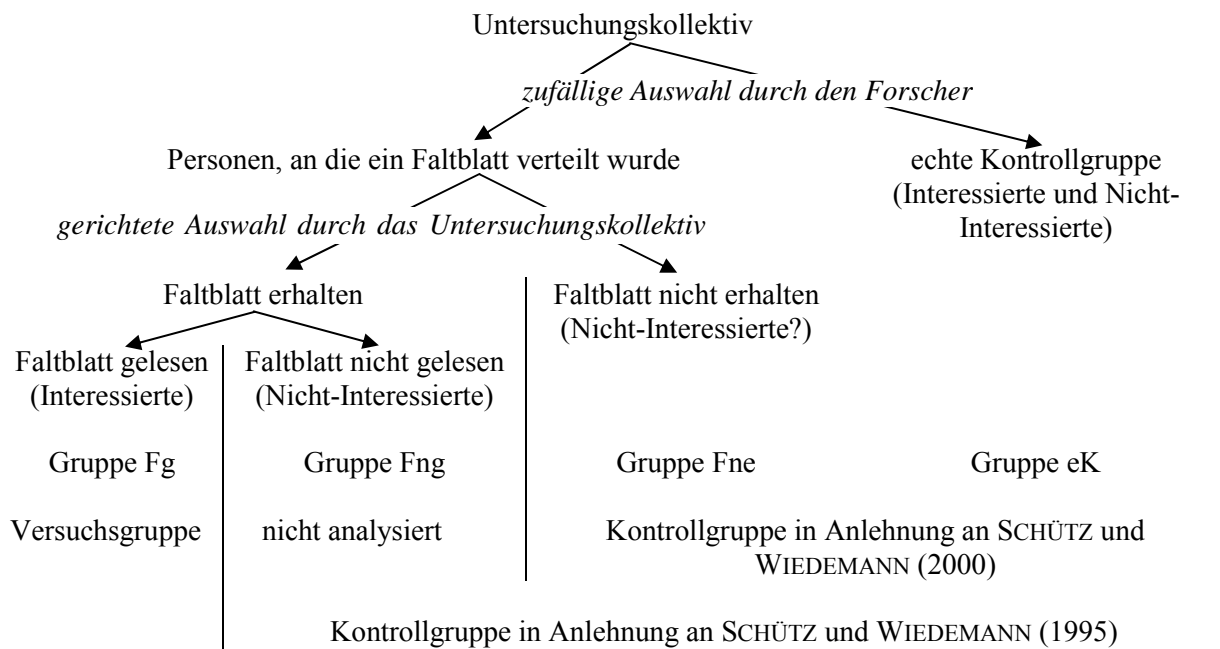 Untersuchungskollektiv
zufällige Auswahl durch den Forscher
Personen, an die ein Faltblatt verteilt wurde
echte Kontrollgruppe
(Interessierte und Nicht-
Interessierte)
gerichtete Auswahl durch das Untersuchungskollektiv
Faltblatt erhalten
Faltblatt nicht erhalten
(Nicht-Interessierte?)
Faltblatt gelesen
(Interessierte)
Faltblatt nicht gelesen
(Nicht-Interessierte)
Gruppe Fg
Gruppe Fng
Gruppe Fne
Gruppe eK
Versuchsgruppe
nicht analysiert
Kontrollgruppe in Anlehnung an SCHÜTZ und
WIEDEMANN (2000)
Kontrollgruppe in Anlehnung an SCHÜTZ und WIEDEMANN (1995)